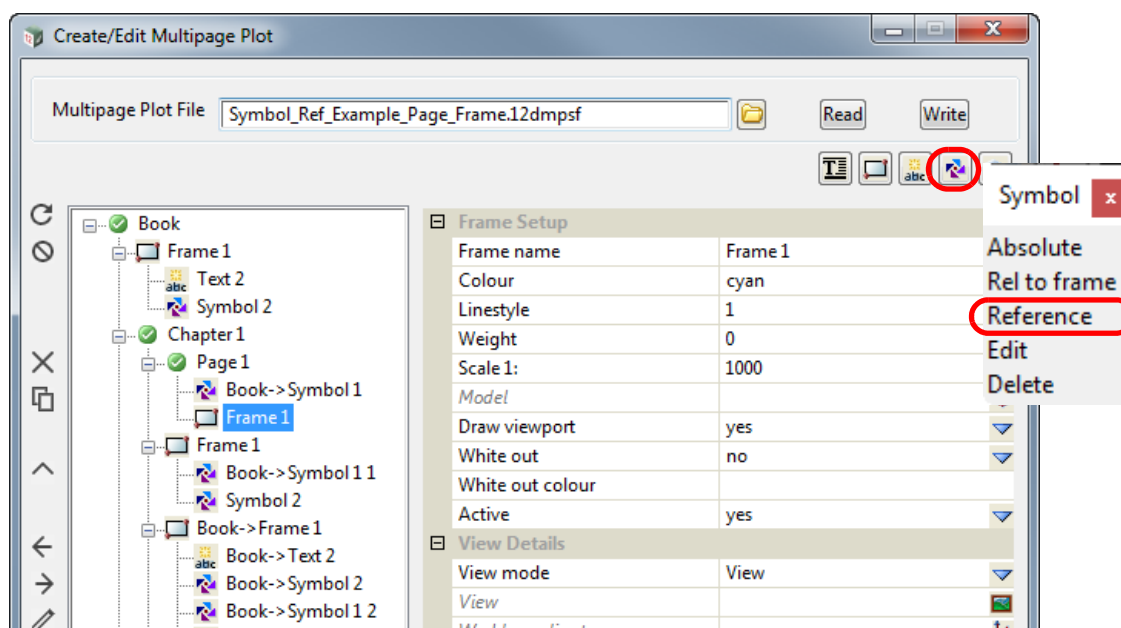 Create/Edit Multipage Plot
Multipage Plot File
Symbol_Ref_Example_Page_Frame.12dmpsf
Read
Write
T
abc
Symbol
x
Absolute
Rel to frame
Reference
Edit
Delete
Book
Frame 1
abc Text 2
Symbol 2
Chapter 1
Page 1
Book->Symbol 1
Frame 1
Frame 1
Book->Symbol 1 1
Symbol 2
Book->Frame 1
abc Book->Text 2
Book->Symbol 2
Book->Symbol 1 2
Frame Setup
Frame name Frame 1
Colour cyan
Linestyle 1
Weight 0
Scale 1: 1000
Model
Draw viewport yes
White out no
White out colour
Active yes
View Details
View mode View
View